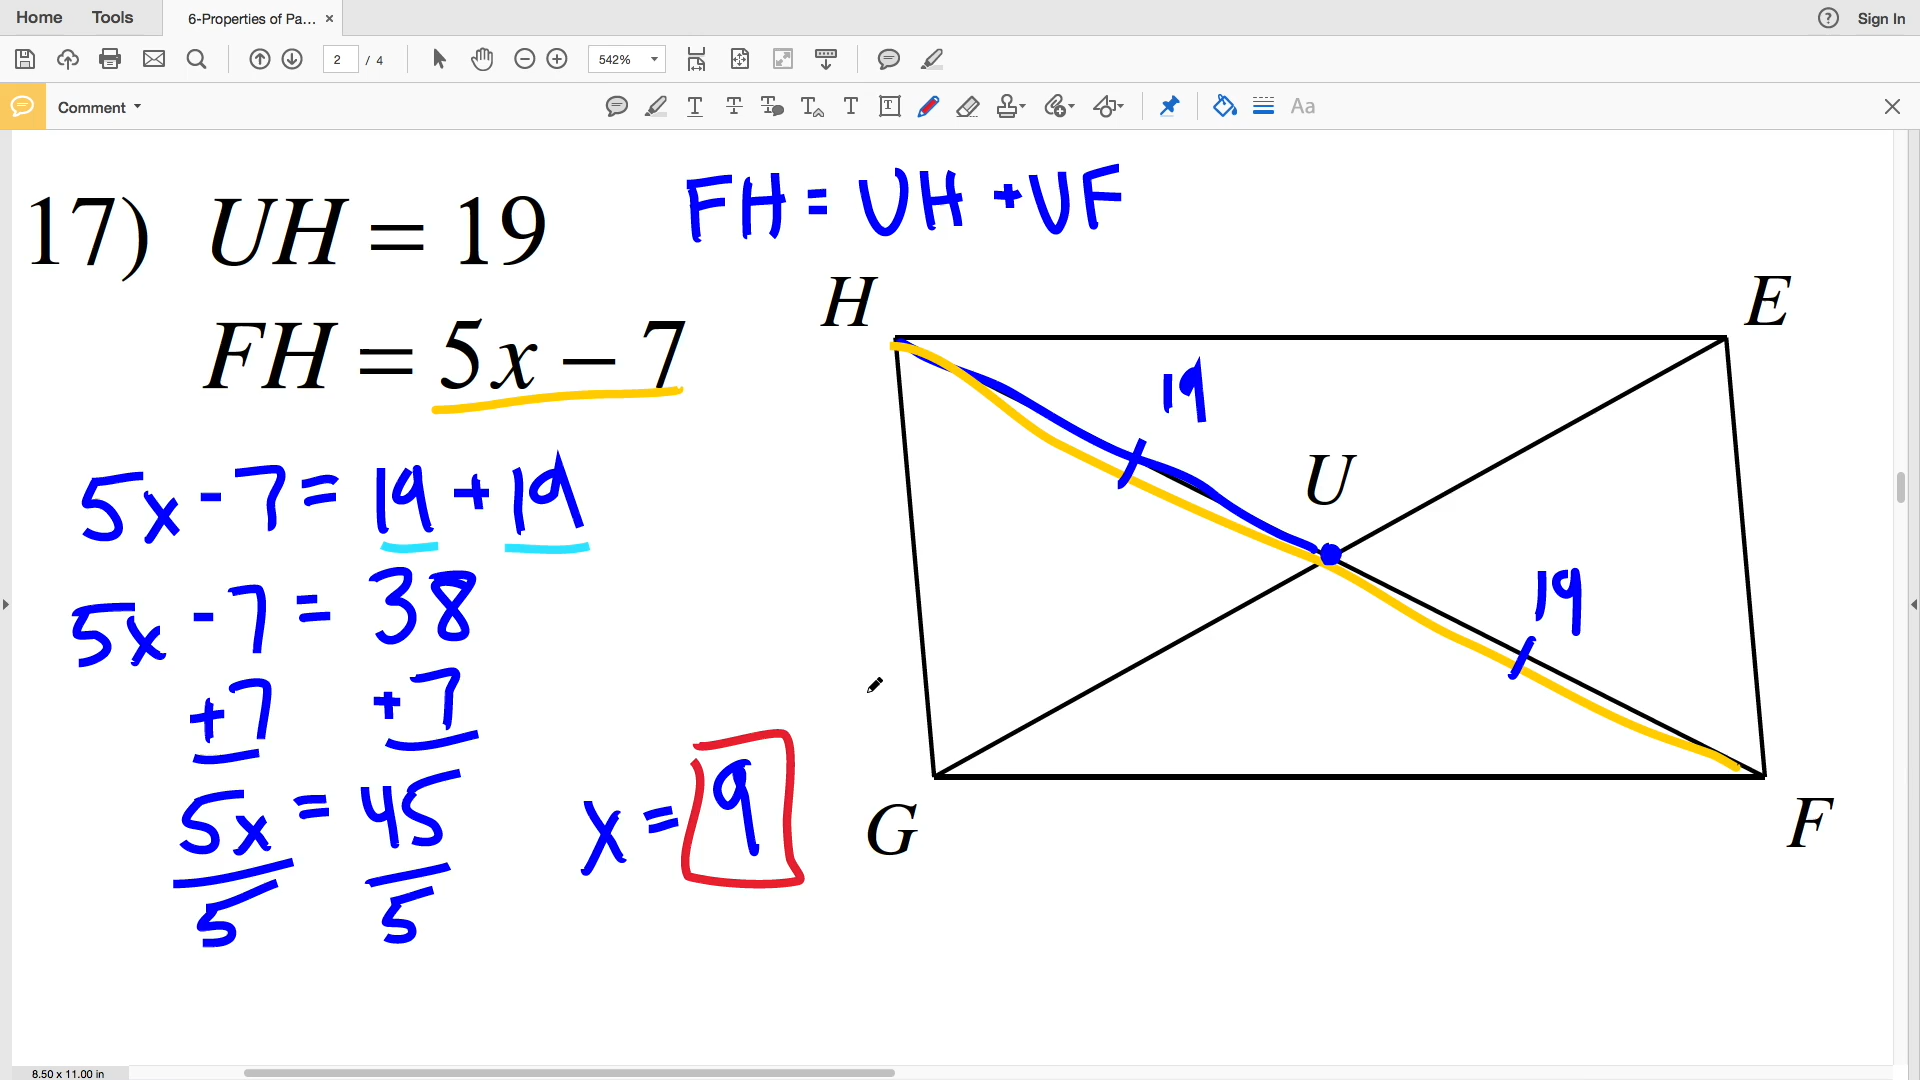 Home Tools 6-Properties of Pa... × ? Sign In
2 / 4 542%
Comment Aa
17) UH = 19
FH = UH + UF
FH = 5x − 7
5x - 7 = 19 + 19
5x - 7 = 38
+7 +7
5x = 45
5 5
x = 9
H E
19
U
19
G F
8.50 x 11.00 in